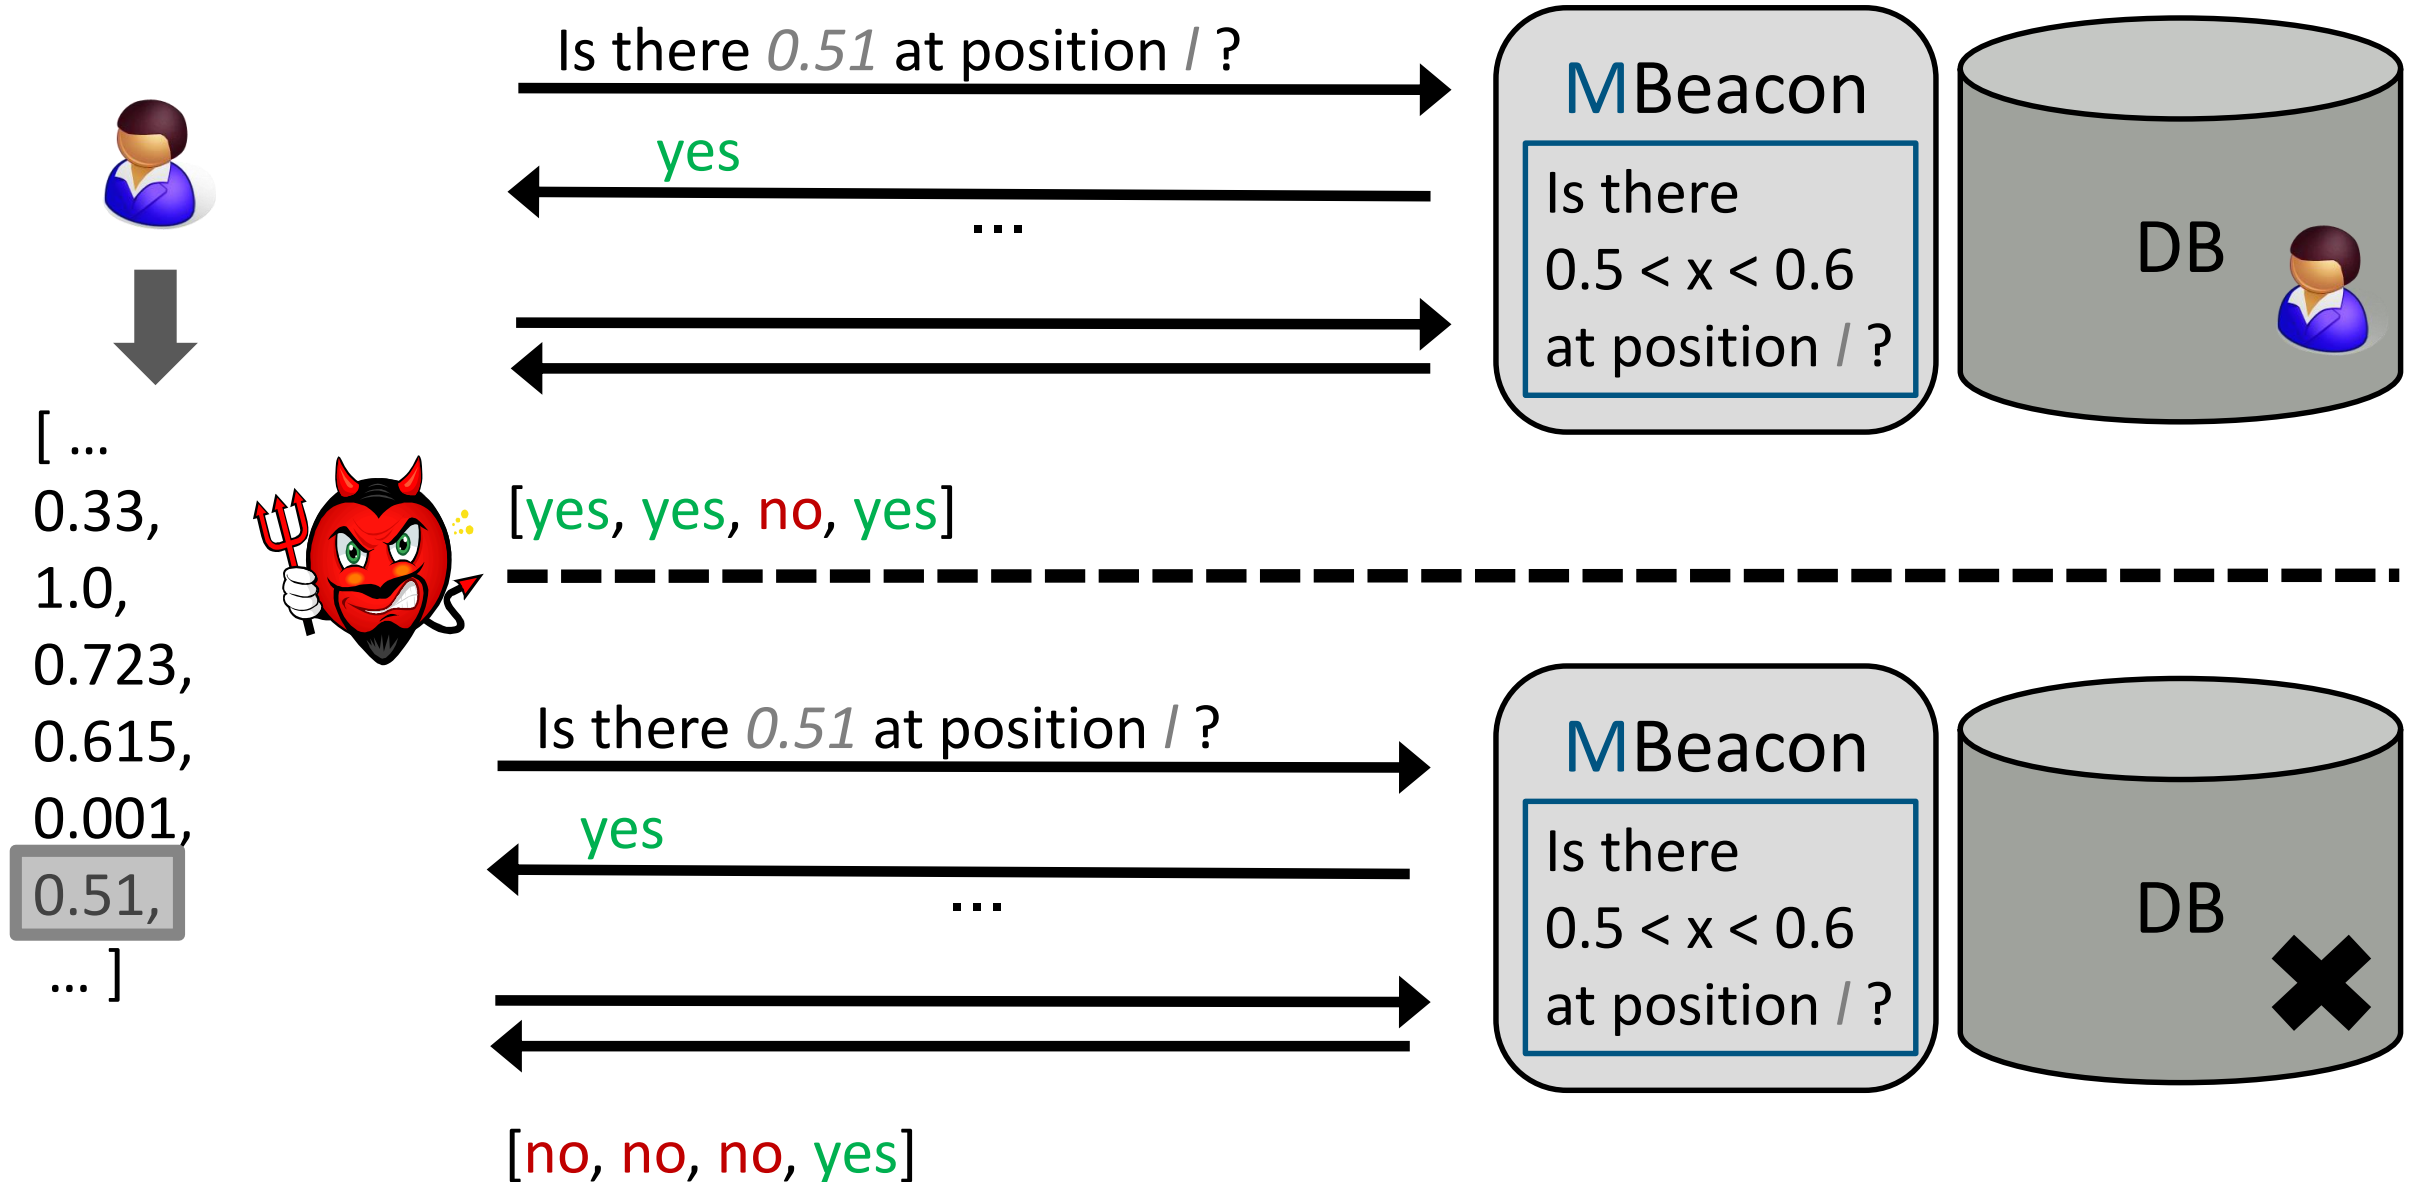 Is there 0.51 at position l ?
yes
...
[yes, yes, no, yes]
MBeacon
Is there
0.5 < x < 0.6
at position l ?
DB
[ ...
0.33,
1.0,
0.723,
0.615,
0.001,
0.51,
... ]
Is there 0.51 at position l ?
yes
...
[no, no, no, yes]
MBeacon
Is there
0.5 < x < 0.6
at position l ?
DB